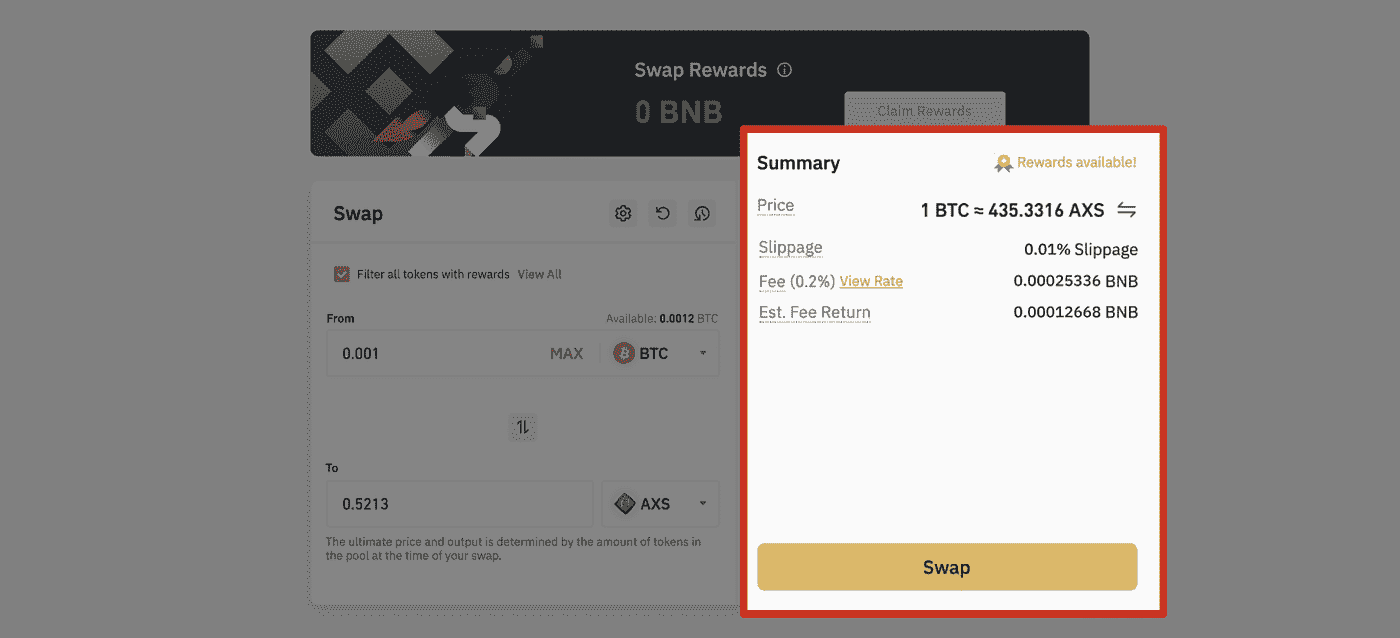 Swap Rewards
0 BNB
Claim Rewards
Swap
Filter all tokens with rewards View All
From
Available: 0.0012 BTC
0.001
MAX
BTC
To
0.5213
AXS
The ultimate price and output is determined by the amount of tokens in
the pool at the time of your swap.
Summary
Rewards available!
Price
1 BTC ≈ 435.3316 AXS
Slippage
0.01% Slippage
Fee (0.2%) View Rate
0.00025336 BNB
Est. Fee Return
0.00012668 BNB
Swap